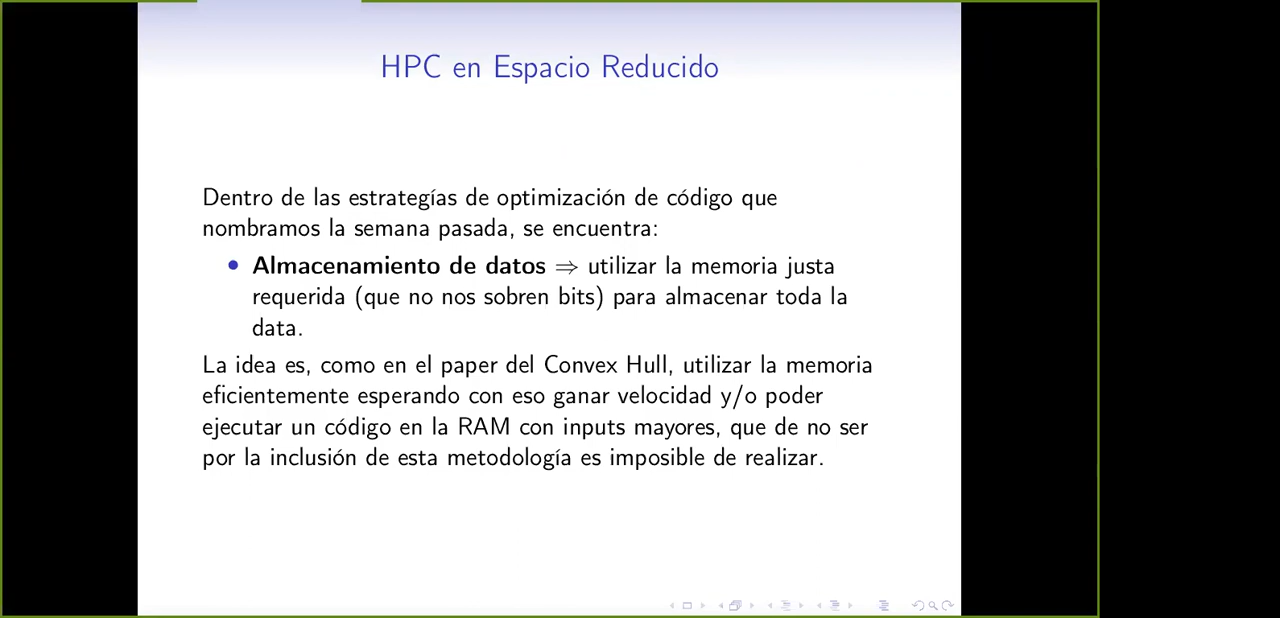 HPC en Espacio Reducido
Dentro de las estrategías de optimización de código que
nombramos la semana pasada, se encuentra:
• Almacenamiento de datos ⇒ utilizar la memoria justa
requerida (que no nos sobren bits) para almacenar toda la
data.
La idea es, como en el paper del Convex Hull, utilizar la memoria
eficientemente esperando con eso ganar velocidad y/o poder
ejecutar un código en la RAM con inputs mayores, que de no ser
por la inclusión de esta metodología es imposible de realizar.